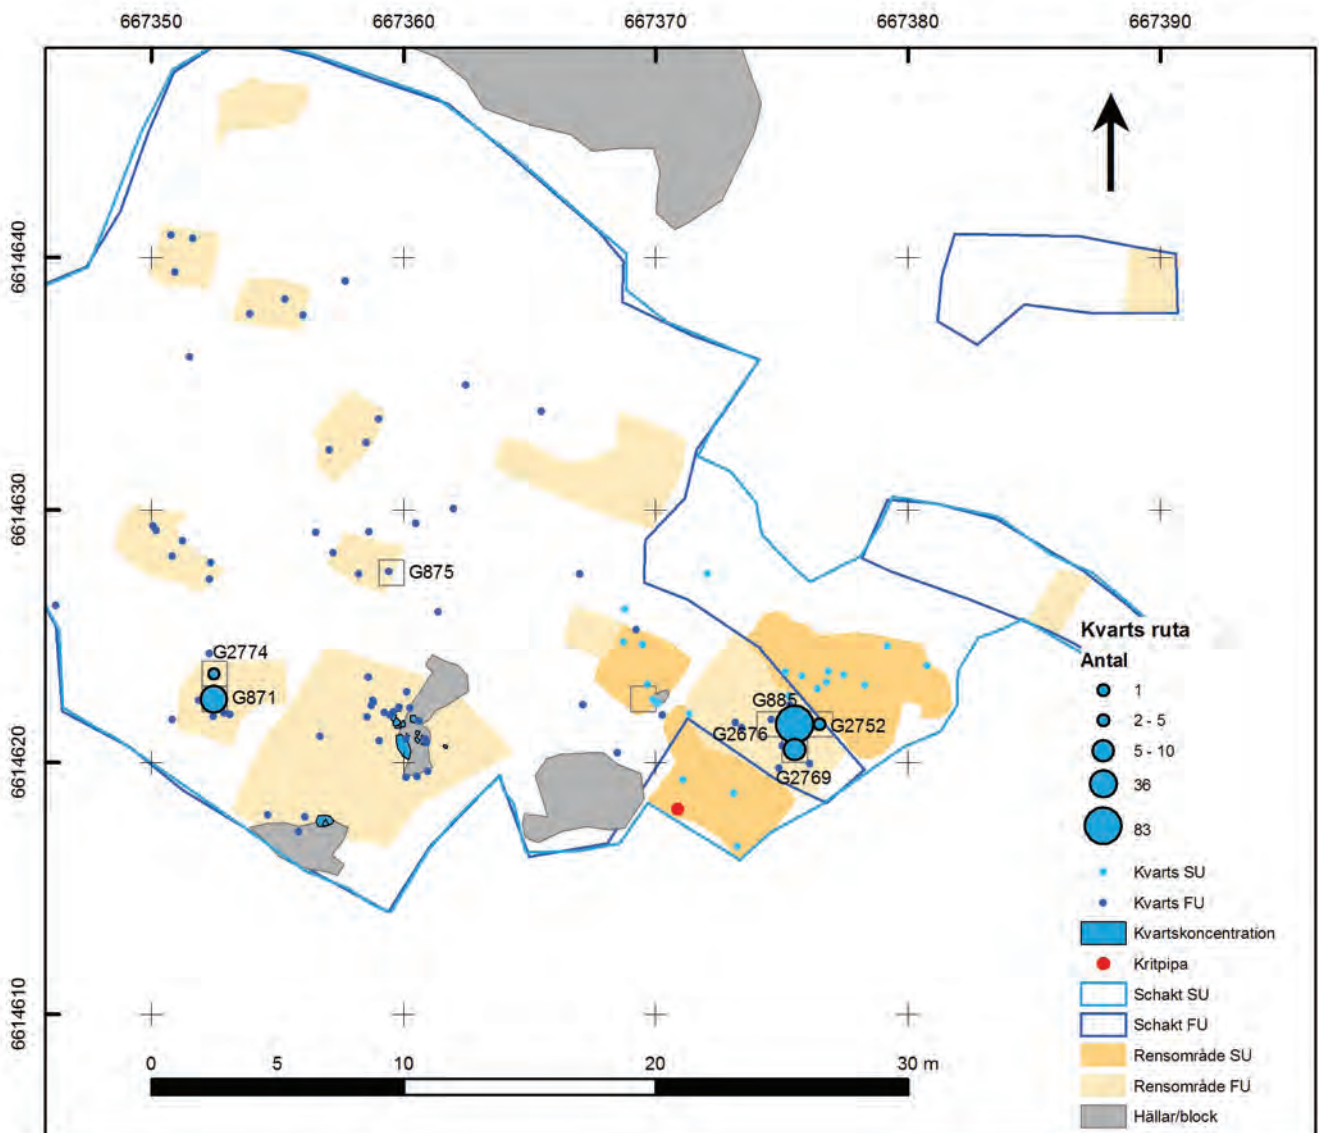 667350 667360 667370 667380 667390
6614640
6614630
6614620
6614610
G875
G2774
G871
G885
G2752
G2676
G2769
0 5 10 20 30 m
Kvarts ruta
Antal
1
2 - 5
5 - 10
36
83
Kvarts SU
Kvarts FU
Kvartskoncentration
Kritpipa
Schakt SU
Schakt FU
Rensområde SU
Rensområde FU
Hällar/block